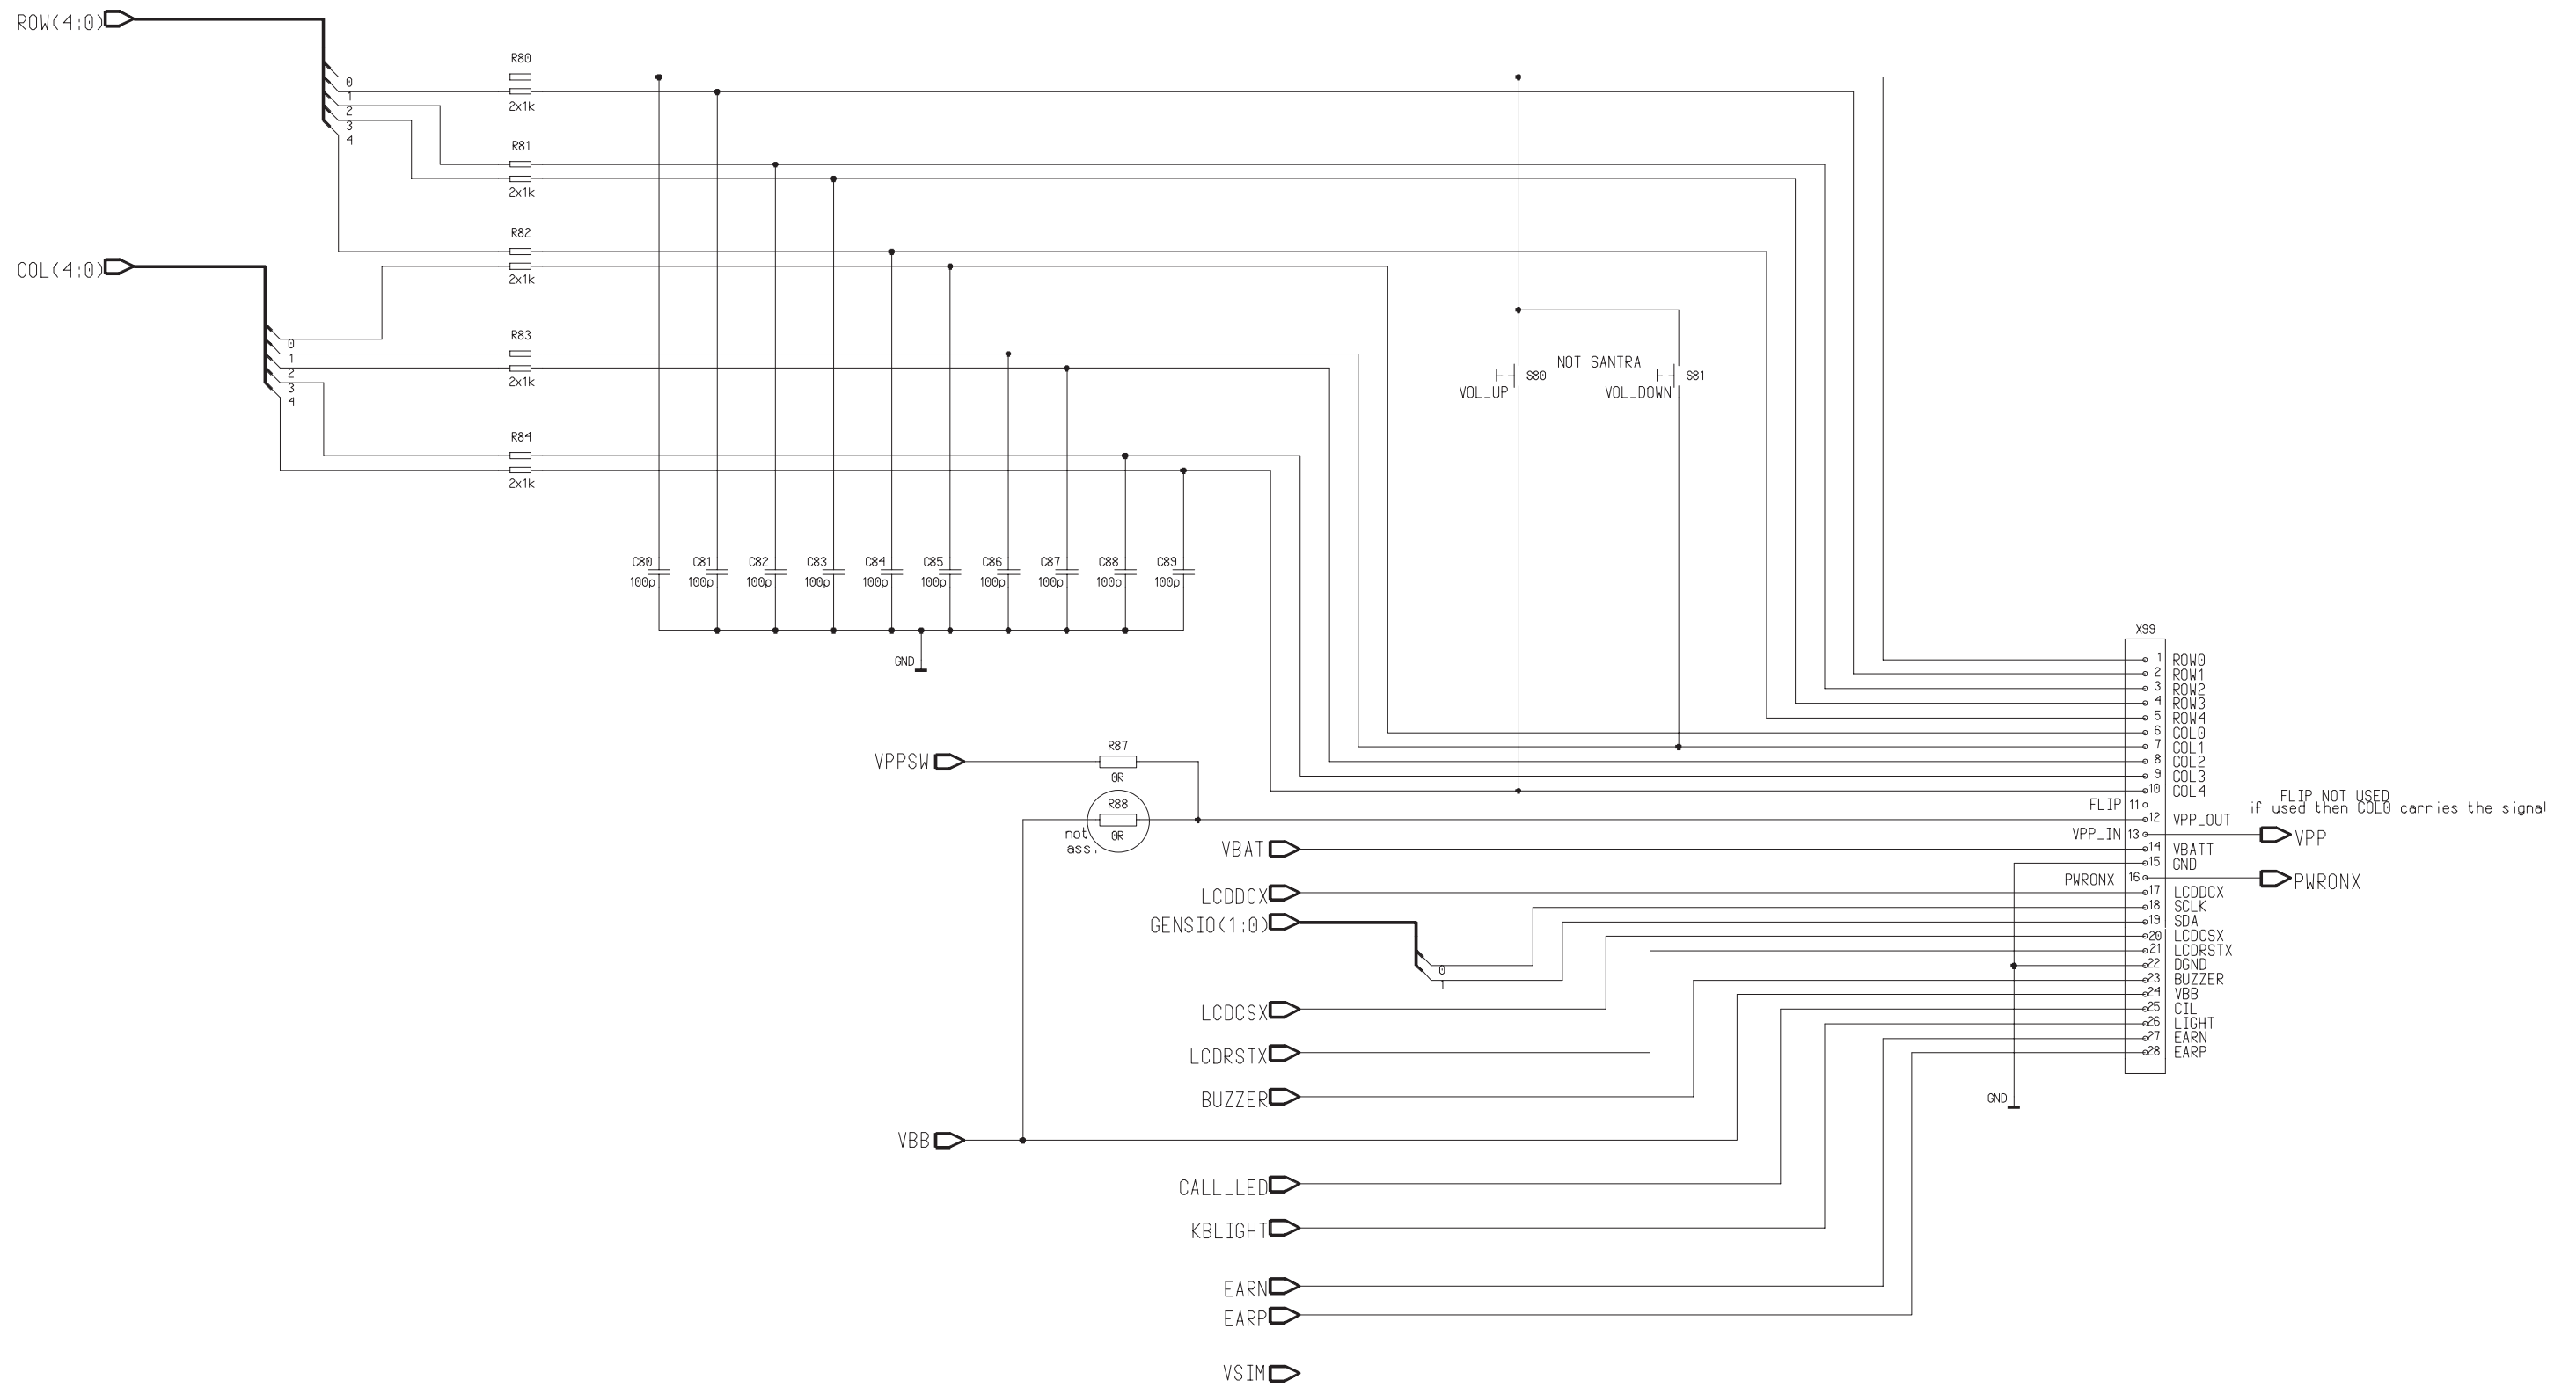 ROW(4:0)
R80
0
1
2
3
4
2x1k
R81
2x1k
R82
2x1k
COL(4:0)
R83
0
1
2
3
4
2x1k
R84
2x1k
NOT SANTRA
S80
S81
VOL_UP
VOL_DOWN
C80 C81 C82 C83 C84 C85 C86 C87 C88 C89
100p 100p 100p 100p 100p 100p 100p 100p 100p 100p
GND
X99
1 ROW0
2 ROW1
3 ROW2
4 ROW3
5 ROW4
6 COL0
7 COL1
8 COL2
9 COL3
10 COL4
FLIP 11
FLIP NOT USED
if used then COL0 carries the signal
12 VPP_OUT
VPP_IN 13
VPP
14 VBATT
15 GND
PWRONX 16
PWRONX
17 LCDDCX
18 SCLK
19 SDA
20 LCDCSX
21 LCDRSTX
22 DGND
23 BUZZER
24 VBB
25 CIL
26 LIGHT
27 EARN
28 EARP
GND
VPPSW
R87
0R
R88
0R
not
ass.
VBAT
LCDDCX
GENSIO(1:0)
0
1
LCDCSX
LCDRSTX
BUZZER
VBB
CALL_LED
KBLIGHT
EARN
EARP
VSIM